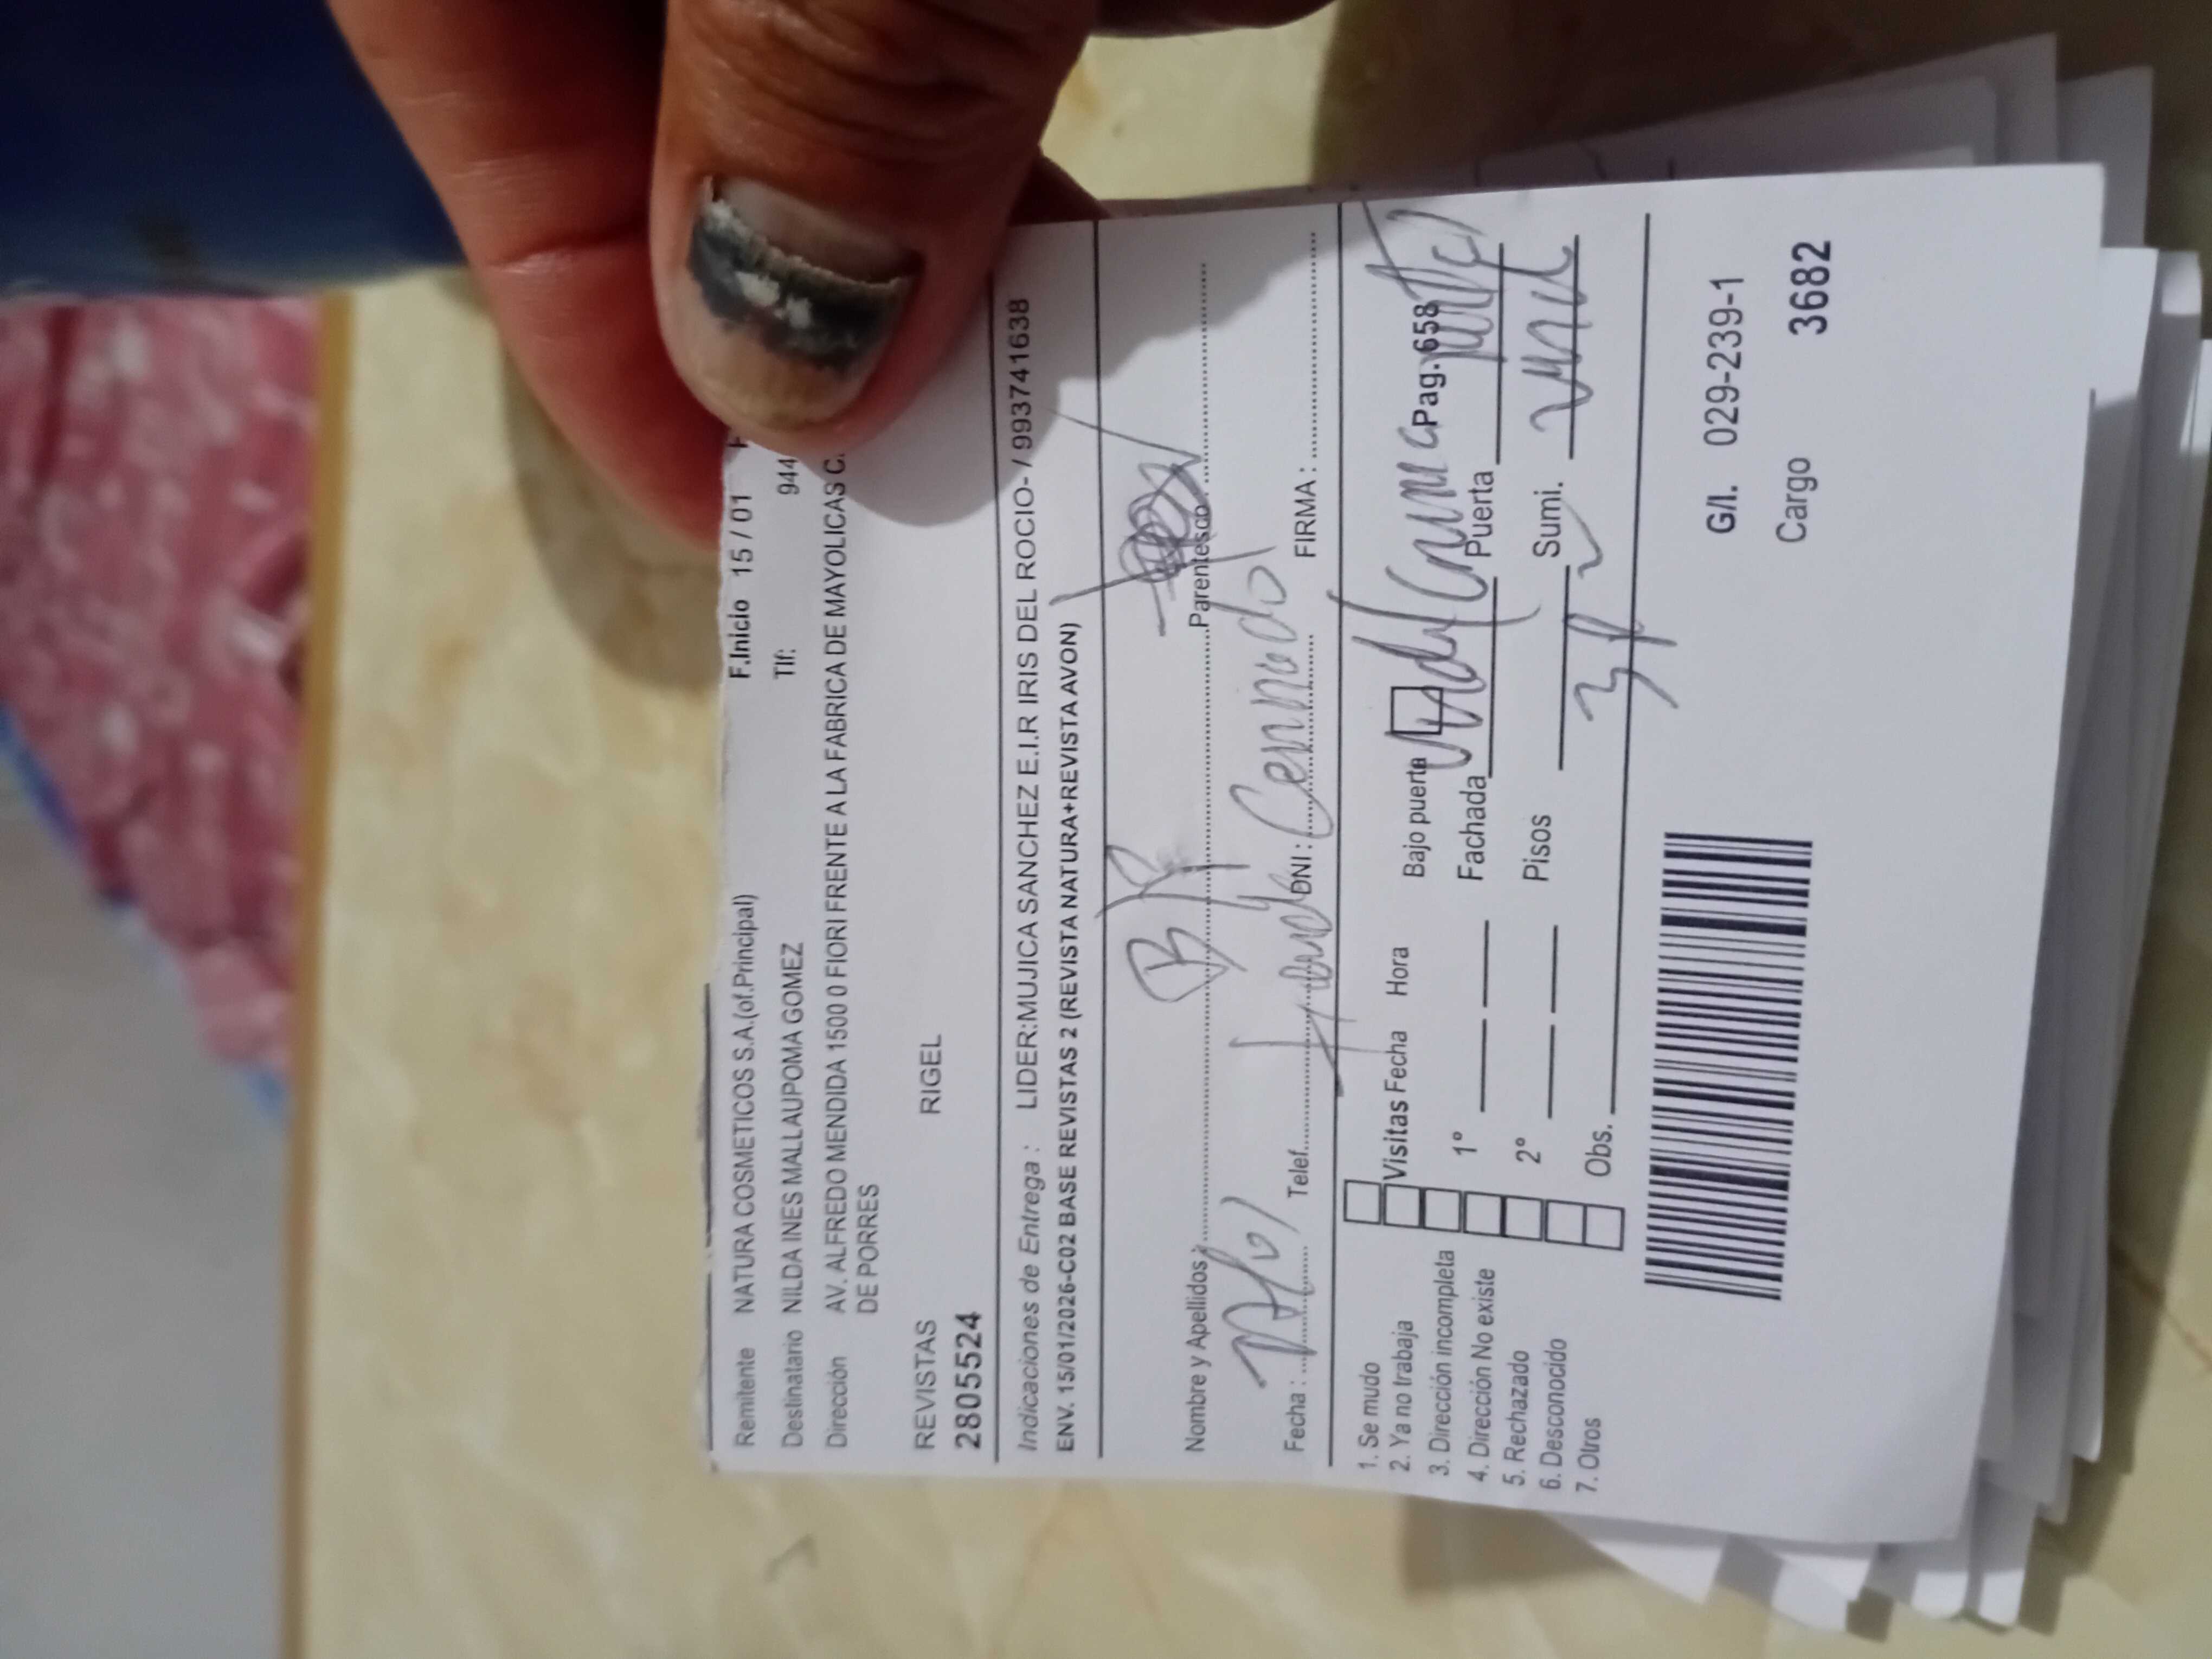 Remitente NATURA COSMETICOS S.A.(of.Principal) F.Inicio 15 / 01
Destinatario NILDA INES MALLAUPOMA GOMEZ Tlf: 944
Dirección AV. ALFREDO MENDIDA 1500 0 FIORI FRENTE A LA FABRICA DE MAYOLICAS C.
DE PORRES
REVISTAS RIGEL
2805524
Indicaciones de Entrega : LIDER:MUJICA SANCHEZ E.I.R IRIS DEL ROCIO- / 993741638
ENV. 15/01/2026-C02 BASE REVISTAS 2 (REVISTA NATURA+REVISTA AVON)
Nombre y Apellidos : Parentesco
Fecha : Telef. DNI : FIRMA :
1. Se mudo
2. Ya no trabaja
3. Dirección incompleta
4. Dirección No existe
5. Rechazado
6. Desconocido
7. Otros
Visitas Fecha Hora Bajo puerta Pag. 658
1º Fachada Puerta
2º Pisos Sumi.
Obs.
G/I. 029-239-1
Cargo 3682